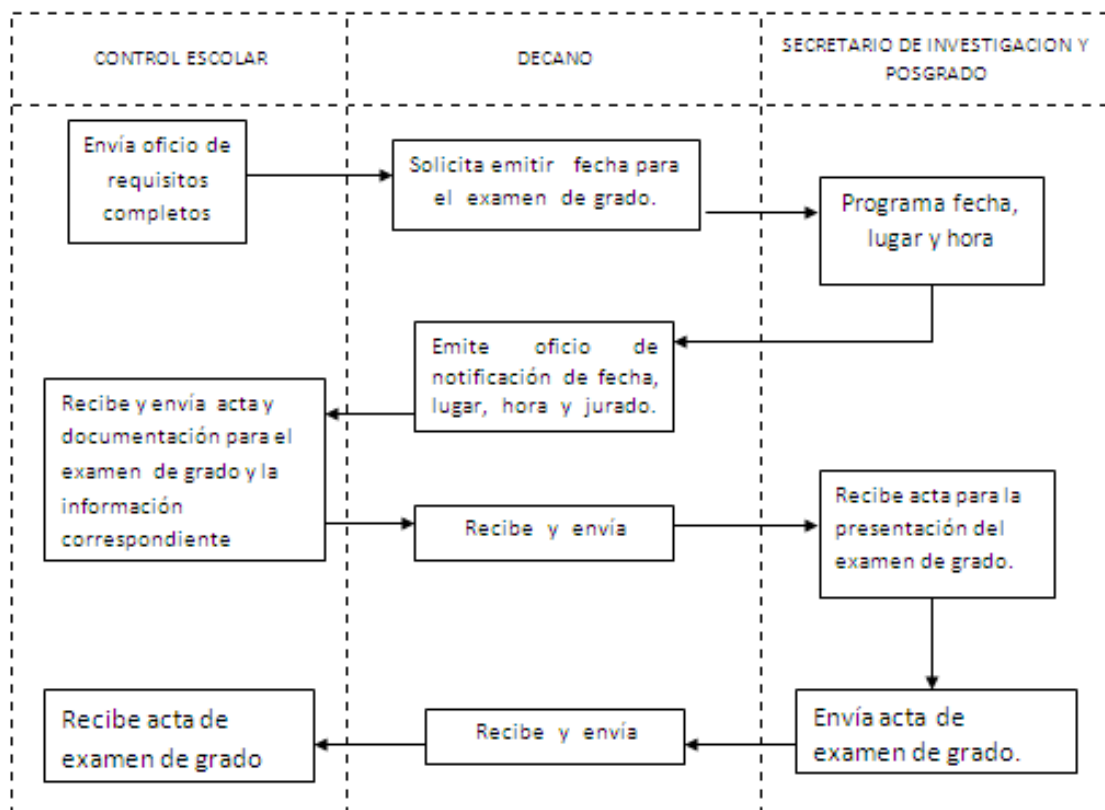 CONTROL ESCOLAR
DECANO
SECRETARIO DE INVESTIGACION Y
POSGRADO
Envía oficio de
requisitos
completos
Solicita emitir fecha para
el examen de grado.
Programa fecha,
lugar y hora
Emite oficio de
notificación de fecha,
lugar, hora y jurado.
Recibe y envía acta y
documentación para el
examen de grado y la
información
correspondiente
Recibe y envía
Recibe acta para la
presentación del
examen de grado.
Envía acta de
examen de grado.
Recibe y envía
Recibe acta de
examen de grado